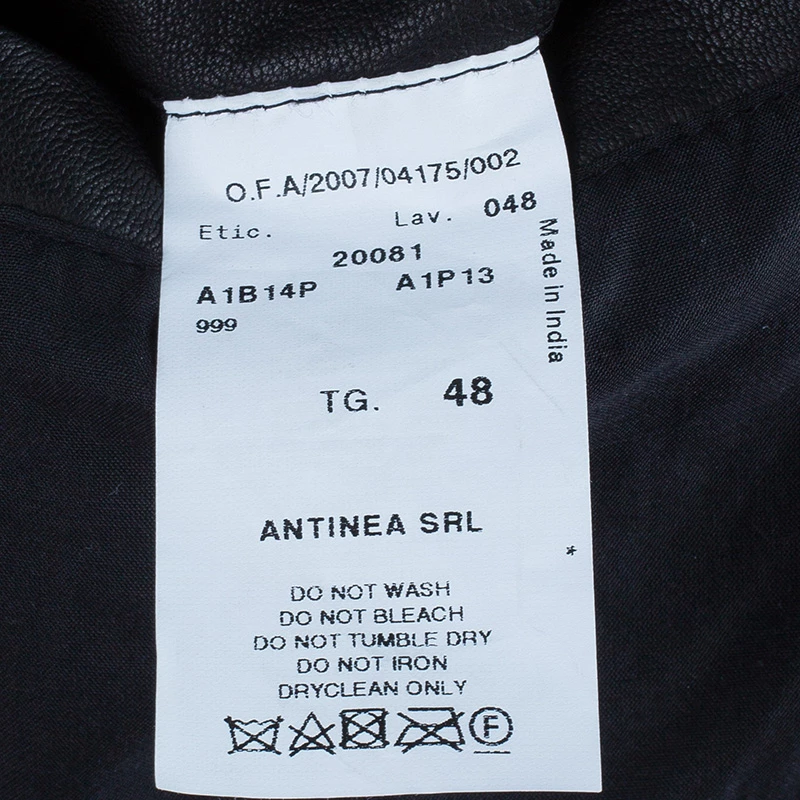 O.F.A/2007/04175/002
Etic. Lav. 048
20081
A1B14P A1P13
999
Made in India
TG. 48
ANTINEA SRL
*
DO NOT WASH
DO NOT BLEACH
DO NOT TUMBLE DRY
DO NOT IRON
DRYCLEAN ONLY
F